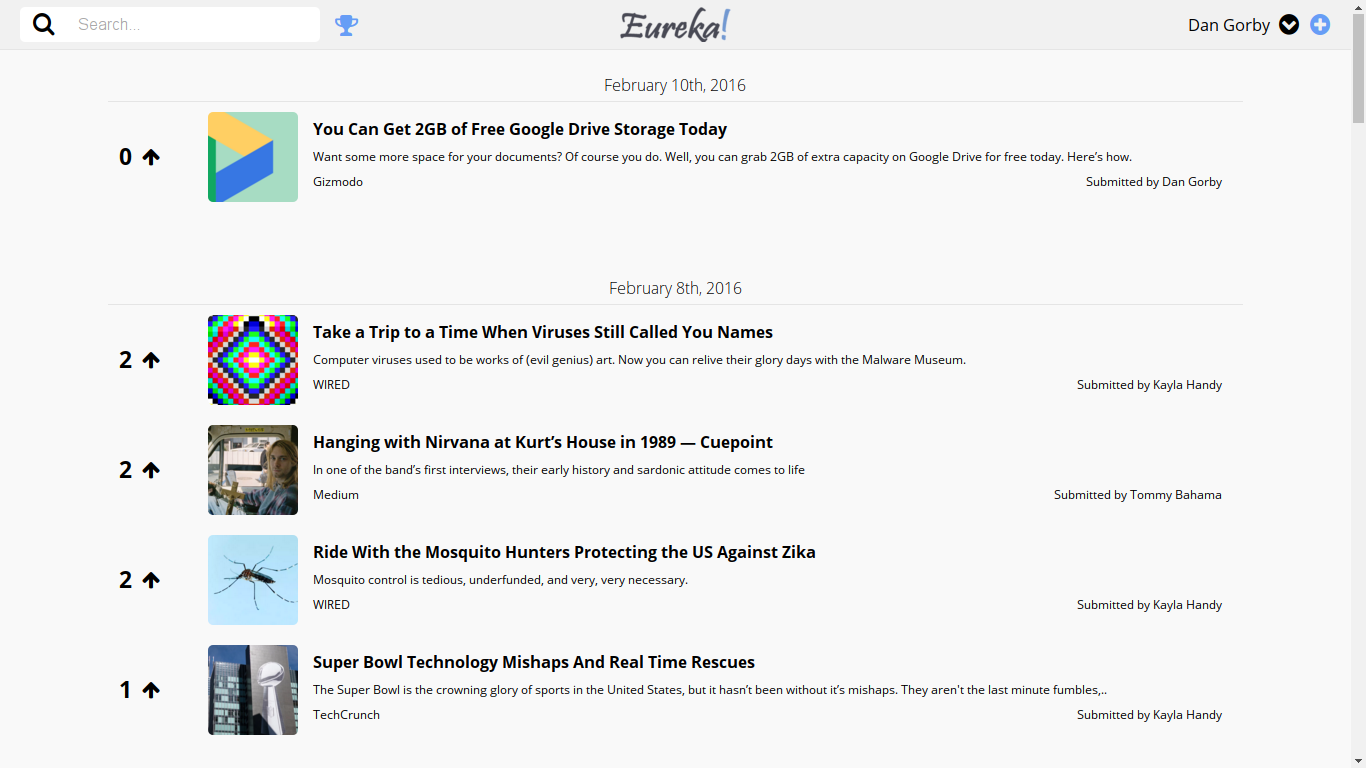 Search...
Eureka!
Dan Gorby
February 10th, 2016
0
You Can Get 2GB of Free Google Drive Storage Today
Want some more space for your documents? Of course you do. Well, you can grab 2GB of extra capacity on Google Drive for free today. Here’s how.
Gizmodo
Submitted by Dan Gorby
February 8th, 2016
2
Take a Trip to a Time When Viruses Still Called You Names
Computer viruses used to be works of (evil genius) art. Now you can relive their glory days with the Malware Museum.
WIRED
Submitted by Kayla Handy
2
Hanging with Nirvana at Kurt’s House in 1989 — Cuepoint
In one of the band’s first interviews, their early history and sardonic attitude comes to life
Medium
Submitted by Tommy Bahama
2
Ride With the Mosquito Hunters Protecting the US Against Zika
Mosquito control is tedious, underfunded, and very, very necessary.
WIRED
Submitted by Kayla Handy
1
Super Bowl Technology Mishaps And Real Time Rescues
The Super Bowl is the crowning glory of sports in the United States, but it hasn’t been without it’s mishaps. They aren't the last minute fumbles,..
TechCrunch
Submitted by Kayla Handy